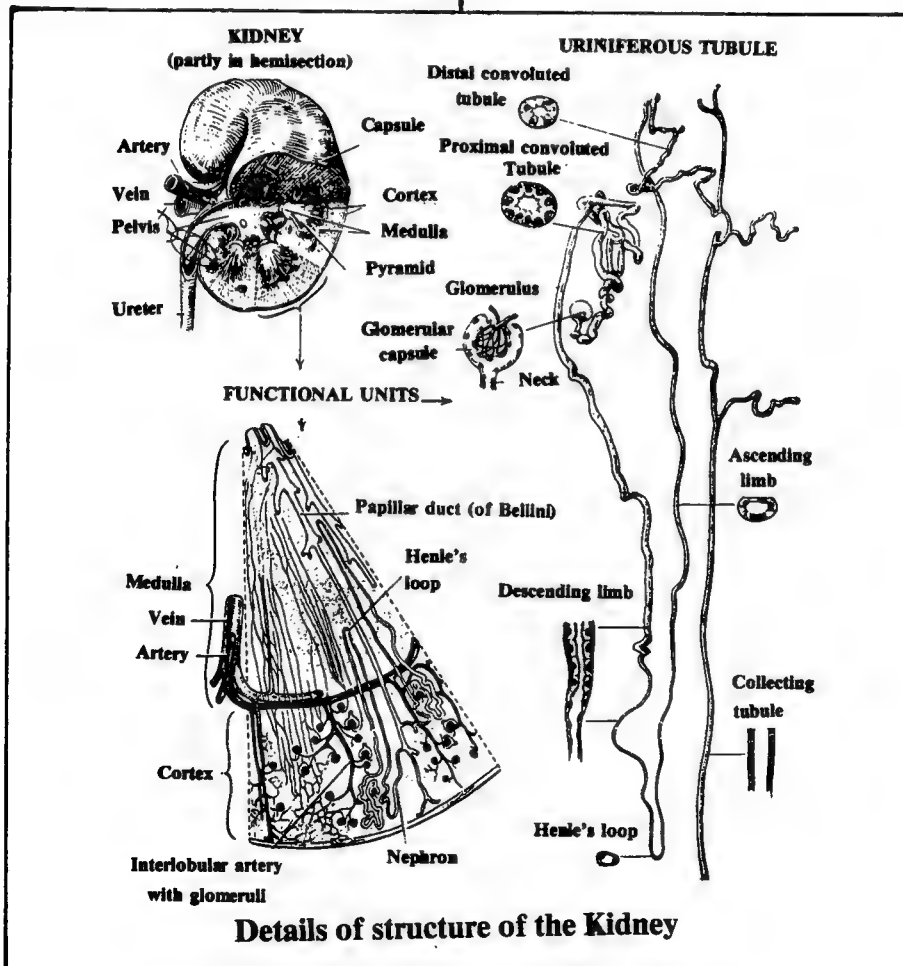 KIDNEY
(partly in hemisection)
Capsule
Artery
Vein
Cortex
Pelvis
Medulla
Pyramid
Ureter
FUNCTIONAL UNITS
URINIFEROUS TUBULE
Distal convoluted
tubule
Proximal convoluted
Tubule
Glomerulus
Glomerular
capsule
Neck
Ascending
limb
Descending limb
Collecting
tubule
Henle's loop
Papillar duct (of Bellini)
Henle's
loop
Medulla
Vein
Artery
Cortex
Interlobular artery
with glomeruli
Nephron
Details of structure of the Kidney